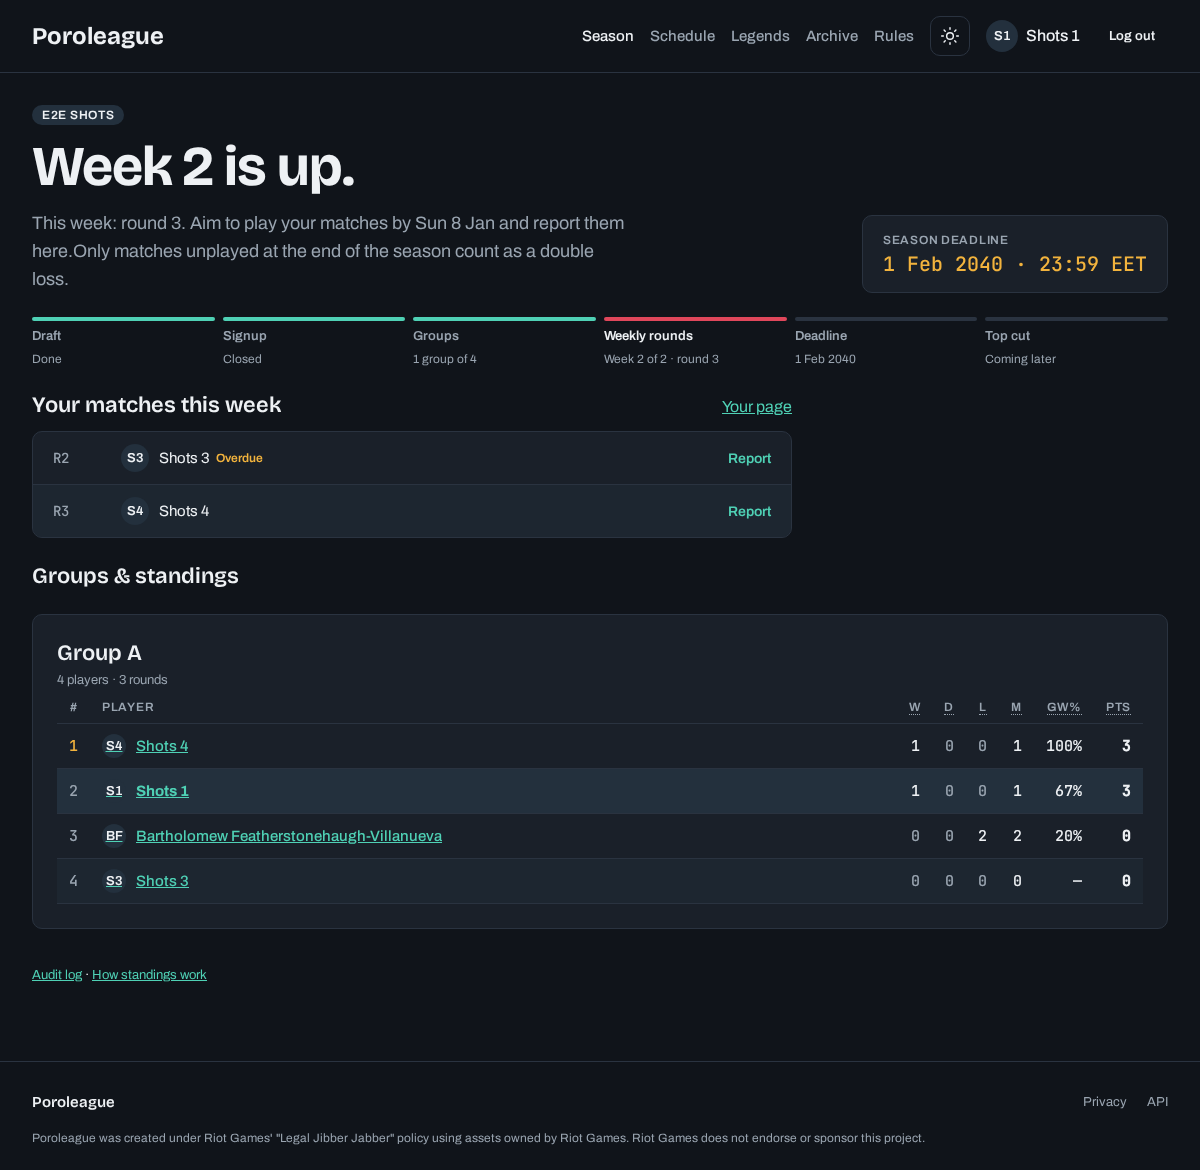 Poroleague
Season Schedule Legends Archive Rules S1 Shots 1 Log out
E2E SHOTS
Week 2 is up.
This week: round 3. Aim to play your matches by Sun 8 Jan and report them
here.Only matches unplayed at the end of the season count as a double
loss.
SEASON DEADLINE
1 Feb 2040 · 23:59 EET
Draft Signup Groups Weekly rounds Deadline Top cut
Done Closed 1 group of 4 Week 2 of 2 · round 3 1 Feb 2040 Coming later
Your matches this week Your page
R2 S3 Shots 3 Overdue Report
R3 S4 Shots 4 Report
Groups & standings
Group A
4 players · 3 rounds
# PLAYER W D L M GW% PTS
1 S4 Shots 4 1 0 0 1 100% 3
2 S1 Shots 1 1 0 0 1 67% 3
3 BF Bartholomew Featherstonehaugh-Villanueva 0 0 2 2 20% 0
4 S3 Shots 3 0 0 0 0 — 0
Audit log · How standings work
Poroleague Privacy API
Poroleague was created under Riot Games' "Legal Jibber Jabber" policy using assets owned by Riot Games. Riot Games does not endorse or sponsor this project.